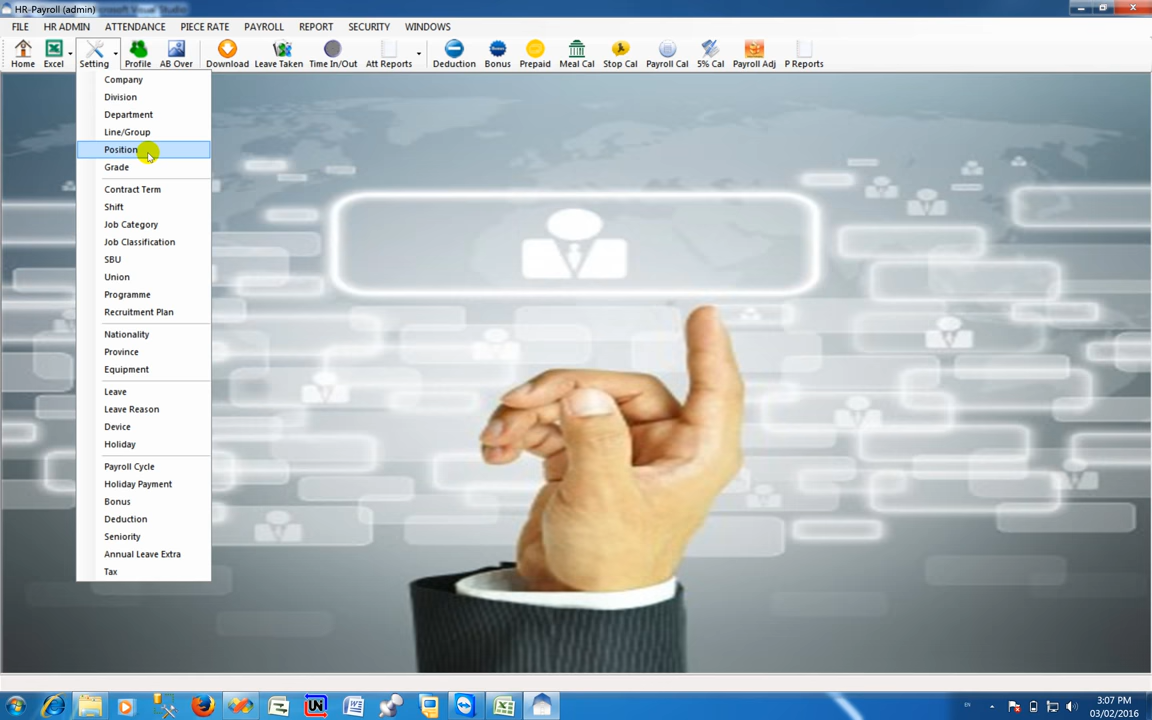 HR-Payroll (admin)
FILE HR ADMIN ATTENDANCE PIECE RATE PAYROLL REPORT SECURITY WINDOWS
Home Excel Setting Profile AB Over Download Leave Taken Time In/Out Att Reports Deduction Bonus Prepaid Meal Cal Stop Cal Payroll Cal 5% Cal Payroll Adj P Reports
Company
Division
Department
Line/Group
Position
Grade
Contract Term
Shift
Job Category
Job Classification
SBU
Union
Programme
Recruitment Plan
Nationality
Province
Equipment
Leave
Leave Reason
Device
Holiday
Payroll Cycle
Holiday Payment
Bonus
Deduction
Seniority
Annual Leave Extra
Tax
EN 3:07 PM
03/02/2016